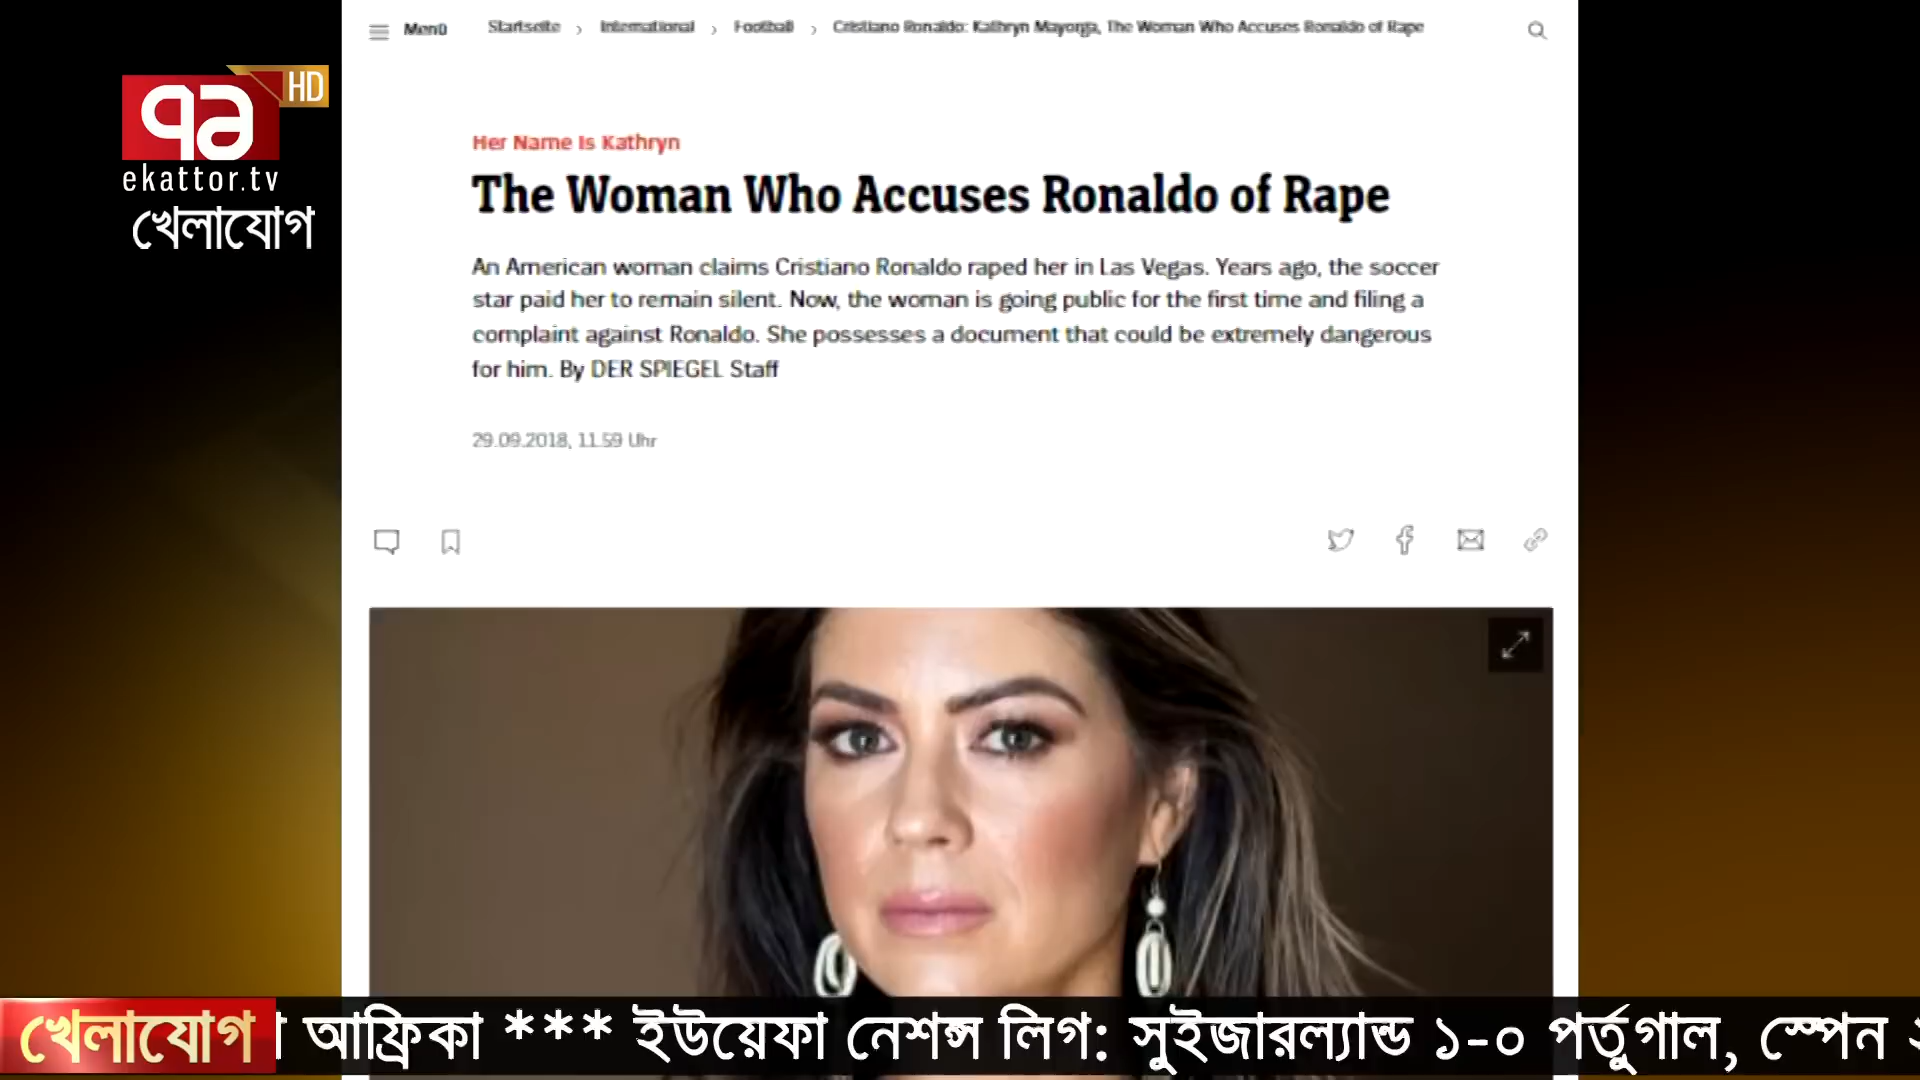 Menü
Startseite › International › Football › Cristiano Ronaldo: Kathryn Mayorga, The Woman Who Accuses Ronaldo of Rape
HD
ekattor.tv
খেলাযোগ
Her Name Is Kathryn
The Woman Who Accuses Ronaldo of Rape
An American woman claims Cristiano Ronaldo raped her in Las Vegas. Years ago, the soccer
star paid her to remain silent. Now, the woman is going public for the first time and filing a
complaint against Ronaldo. She possesses a document that could be extremely dangerous
for him. By DER SPIEGEL Staff
29.09.2018, 11.59 Uhr
খেলাযোগ
আফ্রিকা *** ইউয়েফা নেশন্স লিগ: সুইজারল্যান্ড ১-০ পর্তুগাল, স্পেন